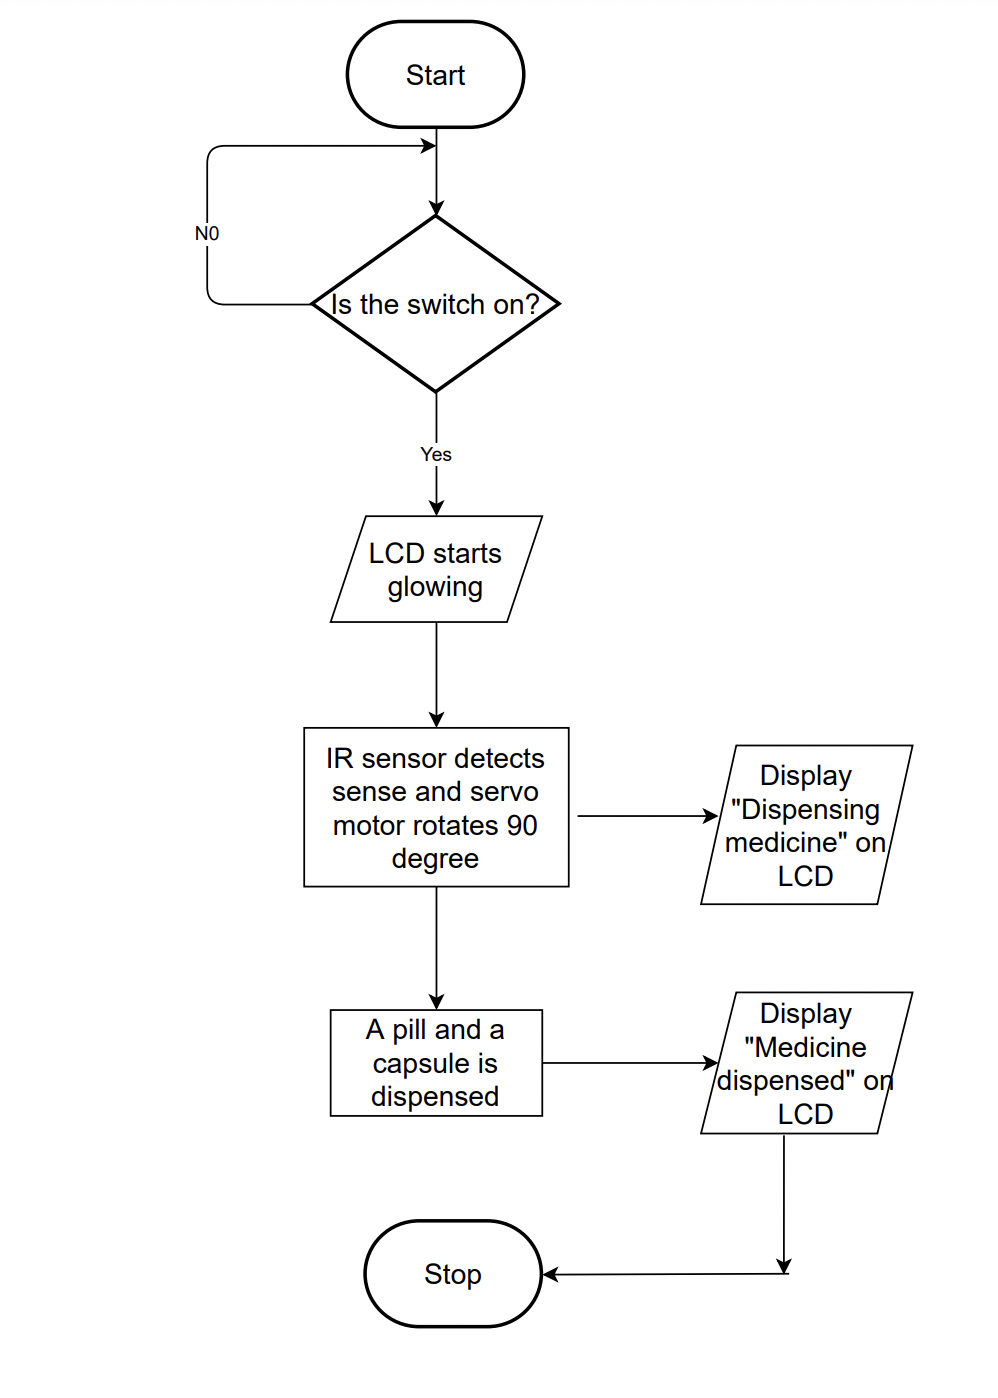 Start
N0
Is the switch on?
Yes
LCD starts
glowing
IR sensor detects
sense and servo
motor rotates 90
degree
Display
"Dispensing
medicine" on
LCD
A pill and a
capsule is
dispensed
Display
"Medicine
dispensed" on
LCD
Stop